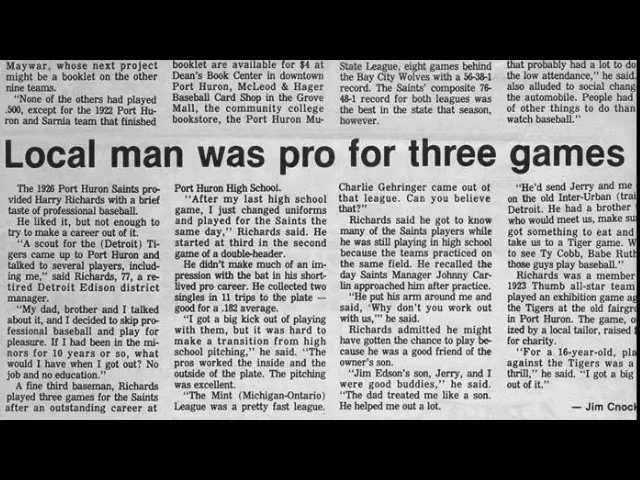 Maywar, whose next project
might be a booklet on the other
nine teams.
"None of the others had played
.500, except for the 1922 Port Hu-
ron and Sarnia team that finished
booklet are available for $4 at
Dean's Book Center in downtown
Port Huron, McLeod & Hager
Baseball Card Shop in the Grove
Mall, the community college
bookstore, the Port Huron Mu-
State League, eight games behind
the Bay City Wolves with a 56-38-1
record. The Saints' composite 76-
48-1 record for both leagues was
the best in the state that season,
however.
that probably had a lot to do
the low attendance," he said.
also alluded to social chang
the automobile. People had
of other things to do than
watch baseball."
Local man was pro for three games
The 1926 Port Huron Saints pro-
vided Harry Richards with a brief
taste of professional baseball.
He liked it, but not enough to
try to make a career out of it.
"A scout for the (Detroit) Ti-
gers came up to Port Huron and
talked to several players, includ-
ing me," said Richards, 77, a re-
tired Detroit Edison district
manager.
"My dad, brother and I talked
about it, and I decided to skip pro-
fessional baseball and play for
pleasure. If I had been in the mi-
nors for 10 years or so, what
would I have when I got out? No
job and no education."
A fine third baseman, Richards
played three games for the Saints
after an outstanding career at
Port Huron High School.
"After my last high school
game, I just changed uniforms
and played for the Saints the
same day," Richards said. He
started at third in the second
game of a double-header.
He didn't make much of an im-
pression with the bat in his short-
lived pro career. He collected two
singles in 11 trips to the plate —
good for a .182 average.
"I got a big kick out of playing
with them, but it was hard to
make a transition from high
school pitching," he said. "The
pros worked the inside and the
outside of the plate. The pitching
was excellent.
"The Mint (Michigan-Ontario)
League was a pretty fast league.
Charlie Gehringer came out of
that league. Can you believe
that?"
Richards said he got to know
many of the Saints players while
he was still playing in high school
because the teams practiced on
the same field. He recalled the
day Saints Manager Johnny Car-
lin approached him after practice.
"He put his arm around me and
said, 'Why don't you work out
with us,'" he said.
Richards admitted he might
have gotten the chance to play be-
cause he was a good friend of the
owner's son.
"Jim Edson's son, Jerry, and I
were good buddies," he said.
"The dad treated me like a son.
He helped me out a lot.
"He'd send Jerry and me
on the old Inter-Urban (trai
Detroit. He had a brother
who would meet us, make su
got something to eat and
take us to a Tiger game. W
to see Ty Cobb, Babe Ruth
those guys play baseball."
Richards was a member
1923 Thumb all-star team
played an exhibition game ag
the Tigers at the old fairgro
in Port Huron. The game, o
ized by a local tailor, raised
for charity.
"For a 16-year-old, pla
against the Tigers was a
thrill," he said. "I got a big
out of it."
— Jim Cnock